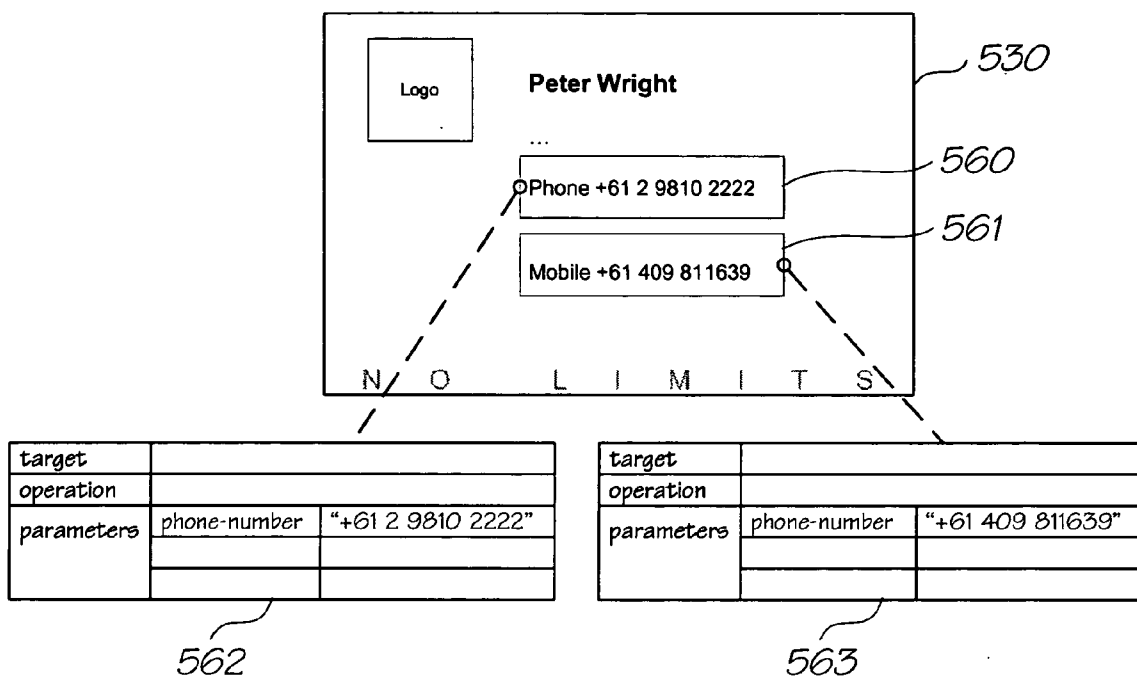 530
Logo
Peter Wright
...
560
Phone +61 2 9810 2222
561
Mobile +61 409 811639
N O L I M I T S
target
operation
parameters phone-number “+61 2 9810 2222”
562
target
operation
parameters phone-number “+61 409 811639”
563